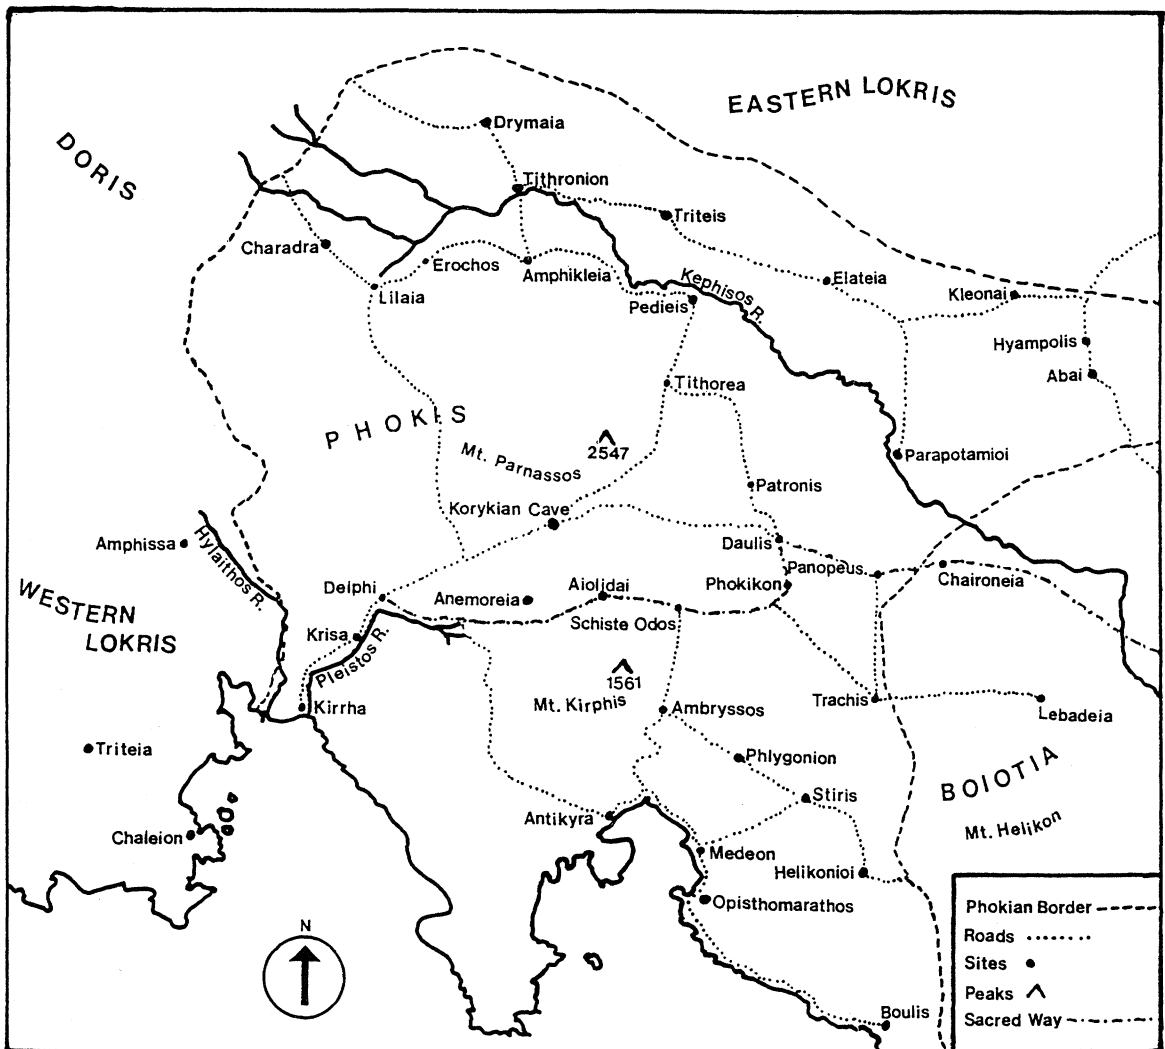 EASTERN LOKRIS
DORIS
Drymaia
Tithronion
Triteis
Charadra
Erochos
Amphikleia
Lilaia
Kephisos R.
Pedieis
Elateia
Kleonai
Hyampolis
Abai
Tithorea
PHOKIS
2547
Mt. Parnassos
Parapotamioi
Patronis
Korykian Cave
Amphissa
Hylaithos R.
Daulis
Panopeus
Chaironeia
Delphi
Anemoreia
Aiolidai
Phokikon
Schiste Odos
WESTERN
LOKRIS
Krisa
Pleistos R.
Kirrha
1561
Mt. Kirphis
Ambryssos
Trachis
Lebadeia
Triteia
Phlygonion
BOIOTIA
Stiris
Antikyra
Mt. Helikon
Chaleion
Medeon
Helikonioi
Opisthomarathos
Boulis
N
Phokian Border
Roads
Sites
Peaks
Sacred Way